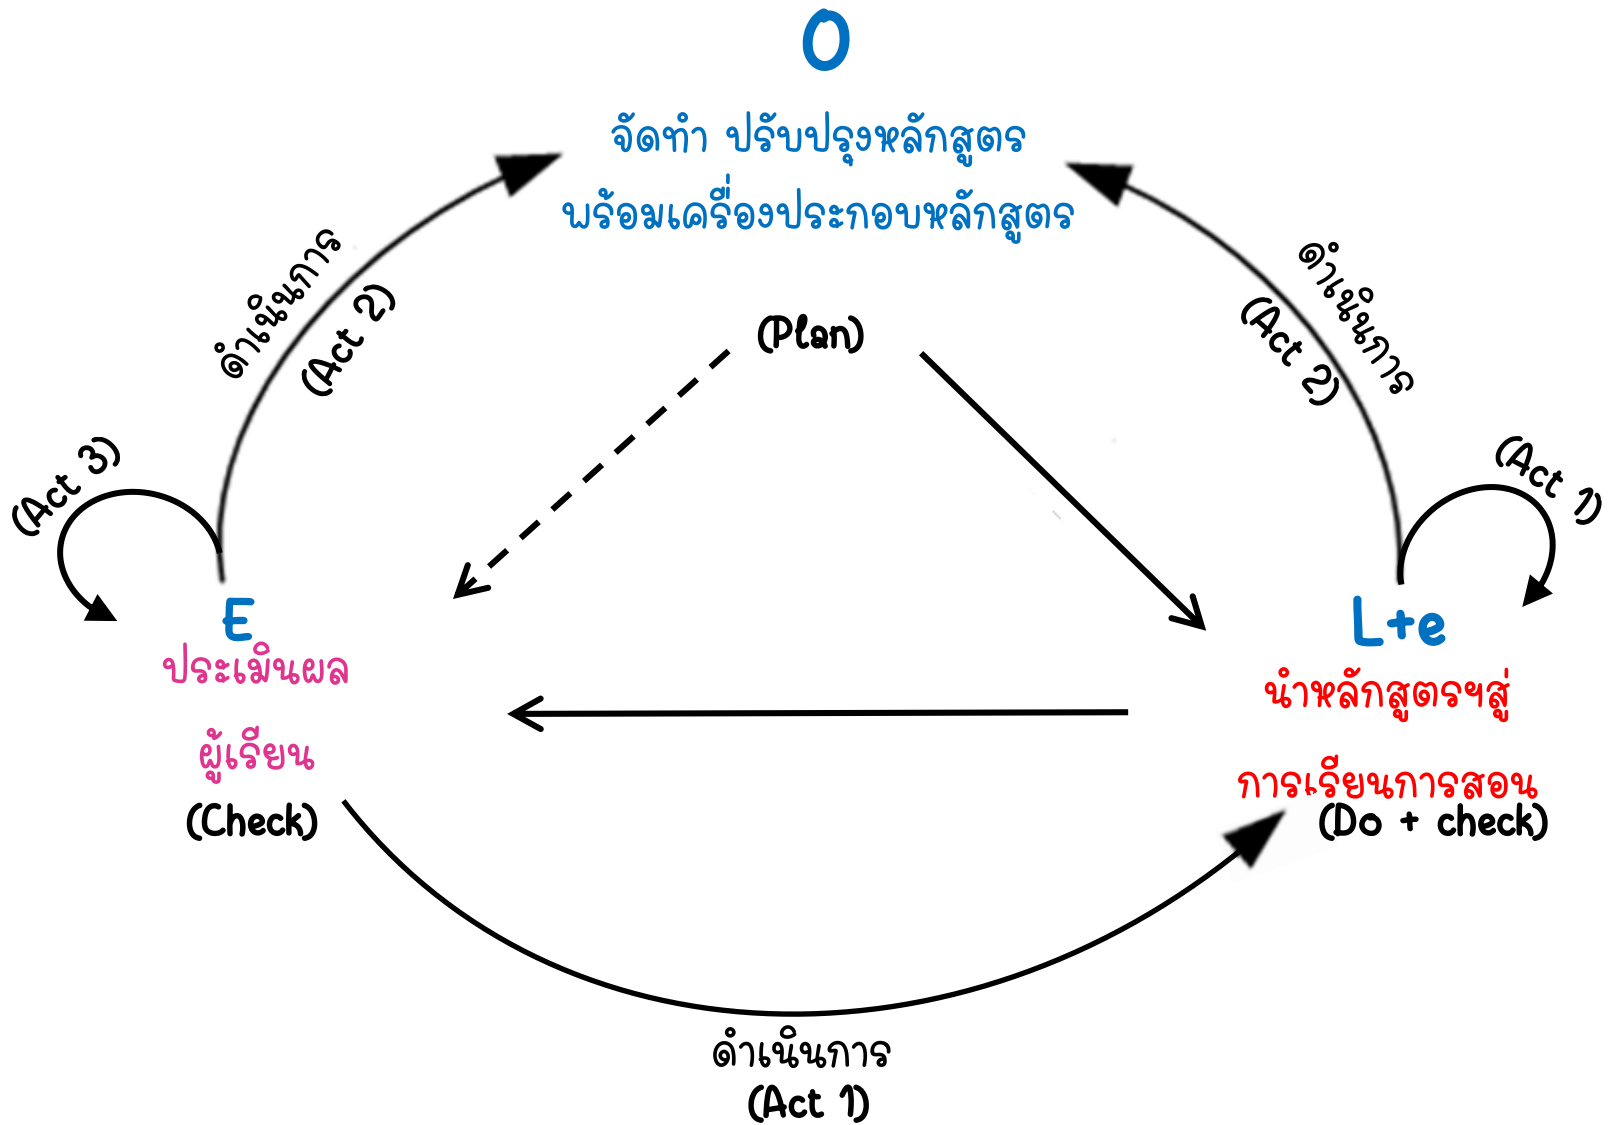 O
จัดทำ ปรับปรุงหลักสูตร
พร้อมเครื่องประกอบหลักสูตร
(Plan)
ดำเนินการ
(Act 2)
ดำเนินการ
(Act 2)
(Act 3)
(Act 1)
E
ประเมินผล
ผู้เรียน
(Check)
L+e
นำหลักสูตรฯสู่
การเรียนการสอน
(Do + check)
ดำเนินการ
(Act 1)